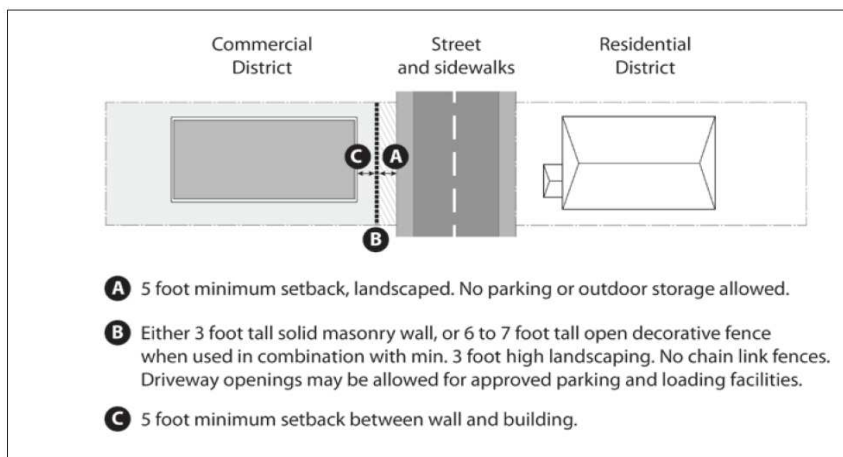 Commercial
District
Street
and sidewalks
Residential
District
C
A
B
A 5 foot minimum setback, landscaped. No parking or outdoor storage allowed.
B Either 3 foot tall solid masonry wall, or 6 to 7 foot tall open decorative fence
when used in combination with min. 3 foot high landscaping. No chain link fences.
Driveway openings may be allowed for approved parking and loading facilities.
C 5 foot minimum setback between wall and building.